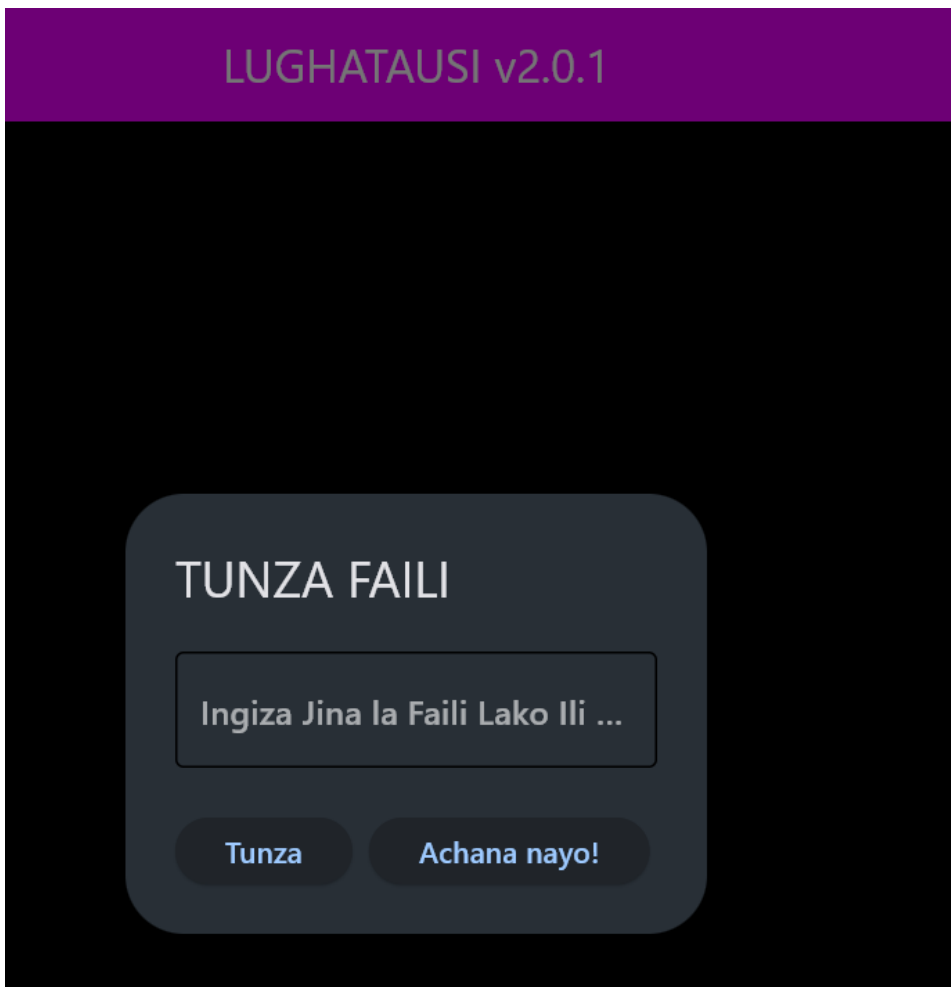 LUGHATAUSI v2.0.1
TUNZA FAILI
Ingiza Jina la Faili Lako Ili ...
Tunza
Achana nayo!